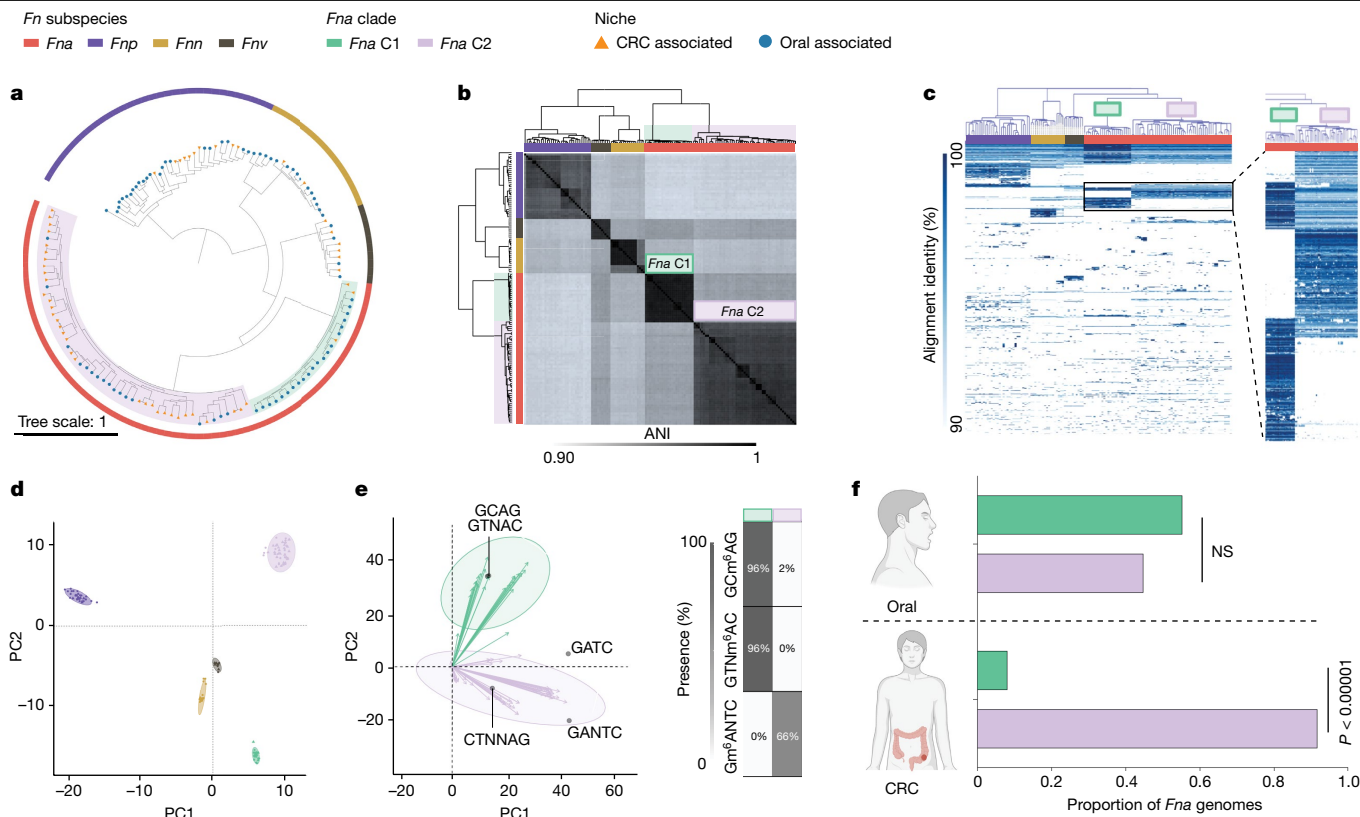 Fn subspecies
Fna clade
Niche
Fna Fnp Fnn Fnv
Fna C1 Fna C2
CRC associated Oral associated
a
Tree scale: 1
b
Fna C1
Fna C2
ANI
0.90 1
c
100
Alignment identity (%)
90
d
10
0
–10
PC2
–20 –10 0 10
PC1
e
GCAG
GTNAC
40
20
0
–20
PC2
GATC
CTNNAG
GANTC
–20 0 20 40 60
PC1
100
Presence (%)
0
GCm⁶AG
96% 2%
GTNm⁶AC
96% 0%
Gm⁶ANTC
0% 66%
f
Oral
NS
CRC
P < 0.00001
0 0.2 0.4 0.6 0.8 1.0
Proportion of Fna genomes